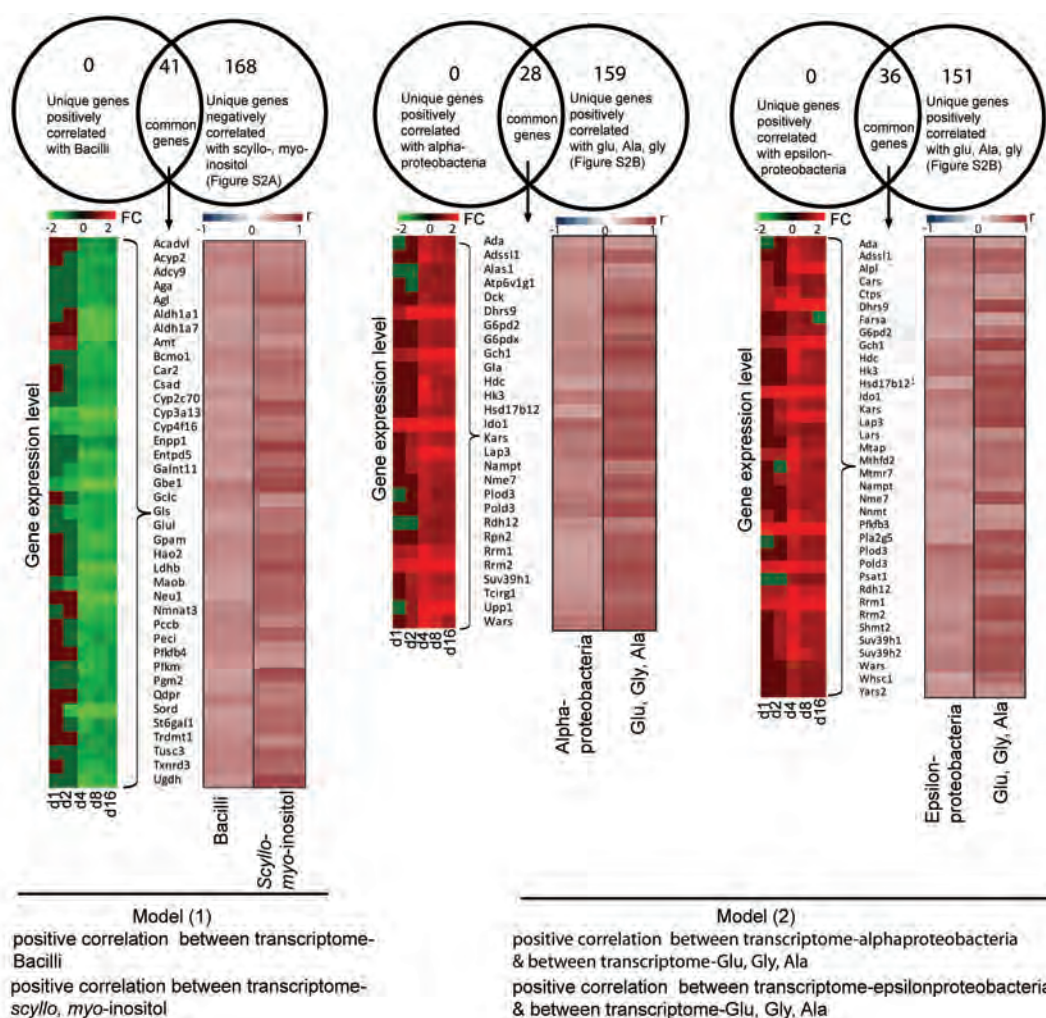 0
41
168
Unique genes
positively
correlated
with Bacilli
common
genes
Unique genes
negatively
correlated
with scyllo-, myo-
inositol
(Figure S2A)
0
28
159
Unique genes
positively
correlated
with alpha-
proteobacteria
common
genes
Unique genes
positively
correlated
with glu, Ala, gly
(Figure S2B)
0
36
151
Unique genes
positively
correlated
with epsilon-
proteobacteria
common
genes
Unique genes
positively
correlated
with glu, Ala, gly
(Figure S2B)
FC
-2 0 2
r
-1 0 1
Gene expression level
Acadvl
Acyp2
Adcy9
Aga
Agl
Aldh1a1
Aldh1a7
Amt
Bcmo1
Car2
Csad
Cyp2c70
Cyp3a13
Cyp4f16
Enpp1
Entpd5
Galnt11
Gbe1
Gclc
Gls
Glul
Gpam
Hao2
Ldhb
Maob
Neu1
Nmnat3
Pccb
Peci
Pfkfb4
Pfkm
Pgm2
Qdpr
Sord
St6gal1
Trdmt1
Tusc3
Txnrd3
Ugdh
d1 d2 d4 d8 d16
Bacilli
Scyllo-
myo-inositol
FC
-2 0 2
r
-1 0 1
Gene expression level
Ada
Adssl1
Alas1
Atp6v1g1
Dck
Dhrs9
G6pd2
G6pdx
Gch1
Gla
Hdc
Hk3
Hsd17b12
Ido1
Kars
Lap3
Nampt
Nme7
Plod3
Pold3
Rdh12
Rpn2
Rrm1
Rrm2
Suv39h1
Tcirg1
Upp1
Wars
d1 d2 d4 d8 d16
Alpha-
proteobacteria
Glu, Gly, Ala
FC
-2 0 2
r
-1 0 1
Gene expression level
Ada
Adssl1
Alpl
Cars
Ctps
Dhrs9
Farsa
G6pd2
Gch1
Hdc
Hk3
Hsd17b12
Ido1
Kars
Lap3
Lars
Mtap
Mthfd2
Mtmr7
Nampt
Nme7
Nnmt
Pfkfb3
Pla2g5
Plod3
Pold3
Psat1
Rdh12
Rrm1
Rrm2
Shmt2
Suv39h1
Suv39h2
Wars
Whsc1
Yars2
d1 d2 d4 d8 d16
Epsilon-
proteobacteria
Glu, Gly, Ala
Model (1)
positive correlation between transcriptome-
Bacilli
positive correlation between transcriptome-
scyllo, myo-inositol
Model (2)
positive correlation between transcriptome-alphaproteobacteria
& between transcriptome-Glu, Gly, Ala
positive correlation between transcriptome-epsilonproteobacteria
& between transcriptome-Glu, Gly, Ala